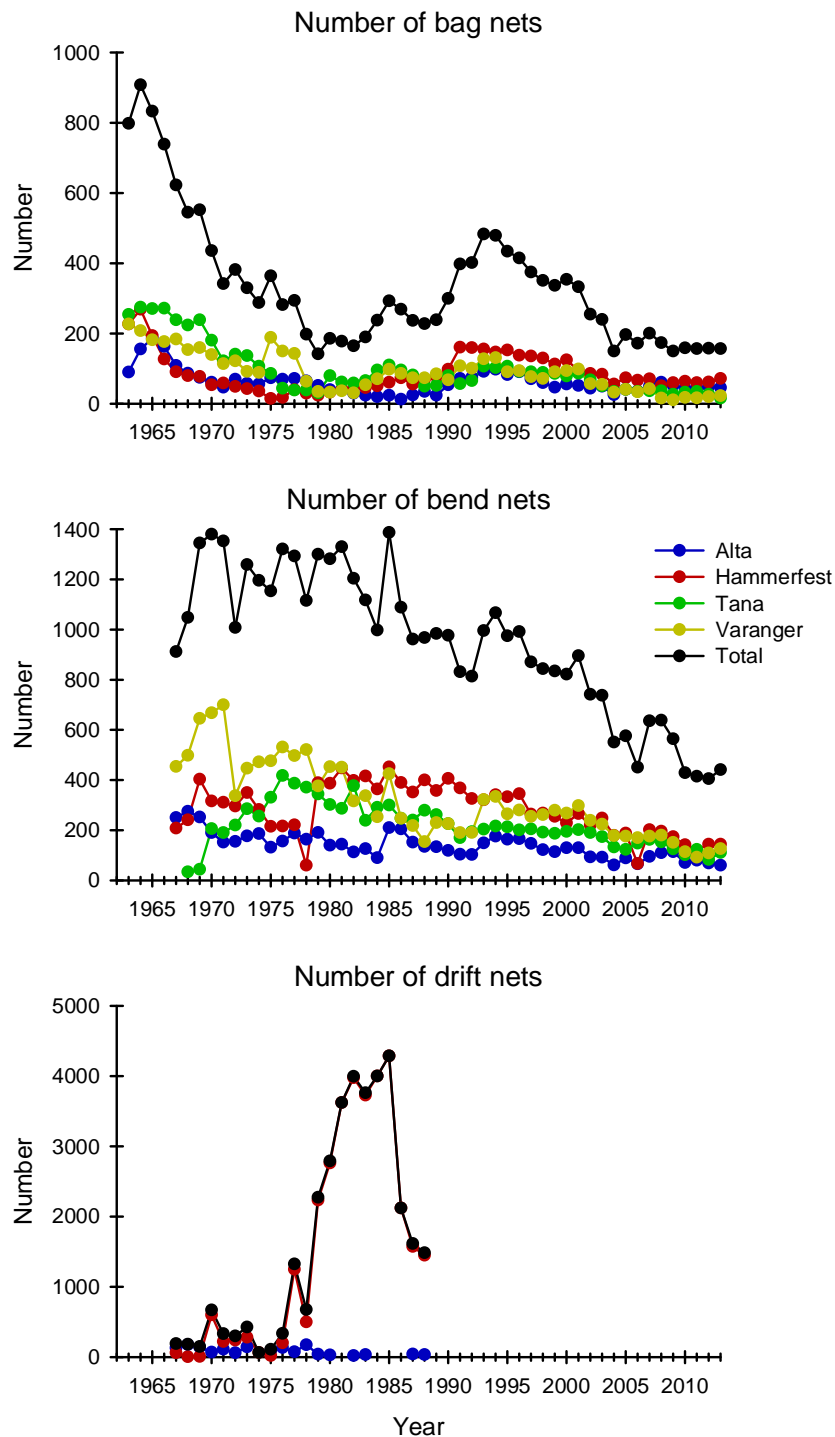 Number of bag nets
1000
800
600
400
200
0
Number
1965 1970 1975 1980 1985 1990 1995 2000 2005 2010
Number of bend nets
1400
1200
1000
800
600
400
200
0
Number
Alta
Hammerfest
Tana
Varanger
Total
1965 1970 1975 1980 1985 1990 1995 2000 2005 2010
Number of drift nets
5000
4000
3000
2000
1000
0
Number
1965 1970 1975 1980 1985 1990 1995 2000 2005 2010
Year